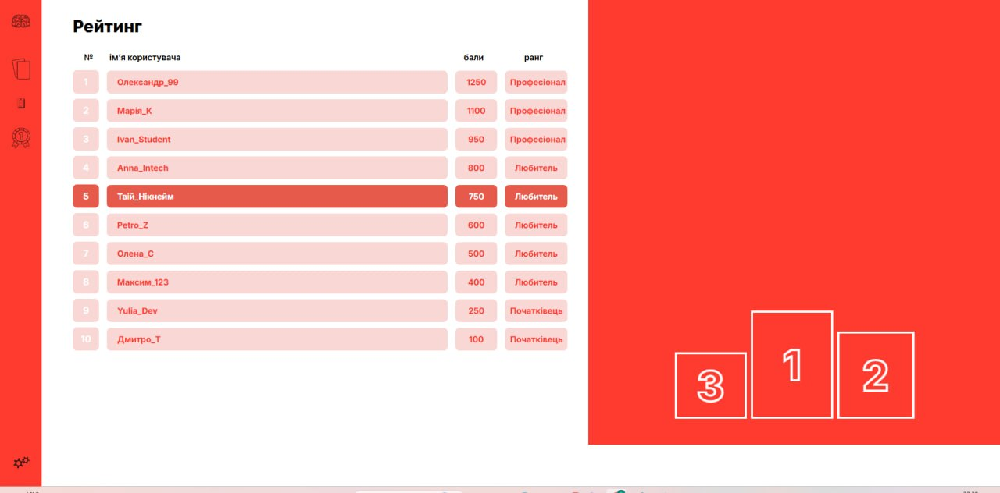 Рейтинг
№ ім’я користувача бали ранг
1 Олександр_99 1250 Професіонал
2 Марія_К 1100 Професіонал
3 Ivan_Student 950 Професіонал
4 Anna_Intech 800 Любитель
5 Твій_Нікнейм 750 Любитель
6 Petro_Z 600 Любитель
7 Олена_С 500 Любитель
8 Максим_123 400 Любитель
9 Yulia_Dev 250 Початківець
10 Дмитро_Т 100 Початківець
3 1 2